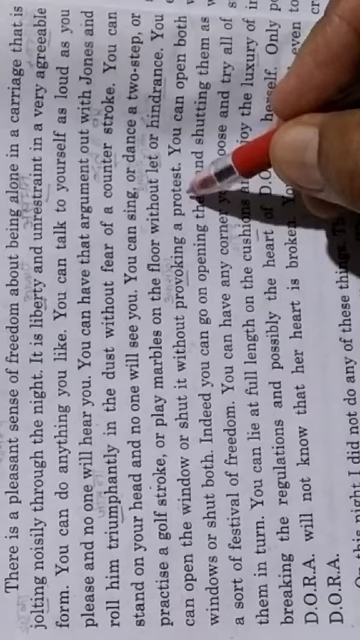 There is a pleasant sense of freedom about being alone in a carriage that is
jolting noisily through the night. It is liberty and unrestraint in a very agreeable
form. You can do anything you like. You can talk to yourself as loud as you
please and no one will hear you. You can have that argument out with Jones and
roll him triumphantly in the dust without fear of a counter stroke. You can
stand on your head and no one will see you. You can sing, or dance a two-step, or
practise a golf stroke, or play marbles on the floor without let or hindrance. You
can open the window or shut it without provoking a protest. You can open both
windows or shut both. Indeed you can go on opening and shutting them as
a sort of festival of freedom. You can have any corner and try all of
them in turn. You can lie at full length on the cushions the luxury of
breaking the regulations and possibly the heart of herself. Only
D.O.R.A. will not know that her heart is broken. even
D.O.R.A.
this night I did not do any of these